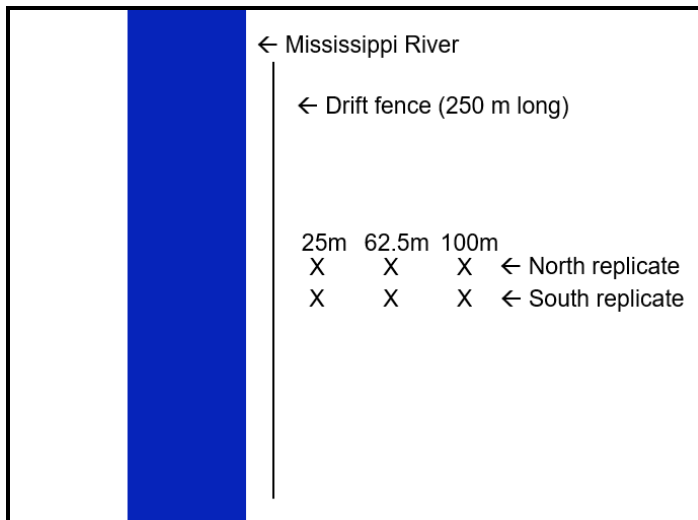 ← Mississippi River
← Drift fence (250 m long)
25m 62.5m 100m
X X X ← North replicate
X X X ← South replicate